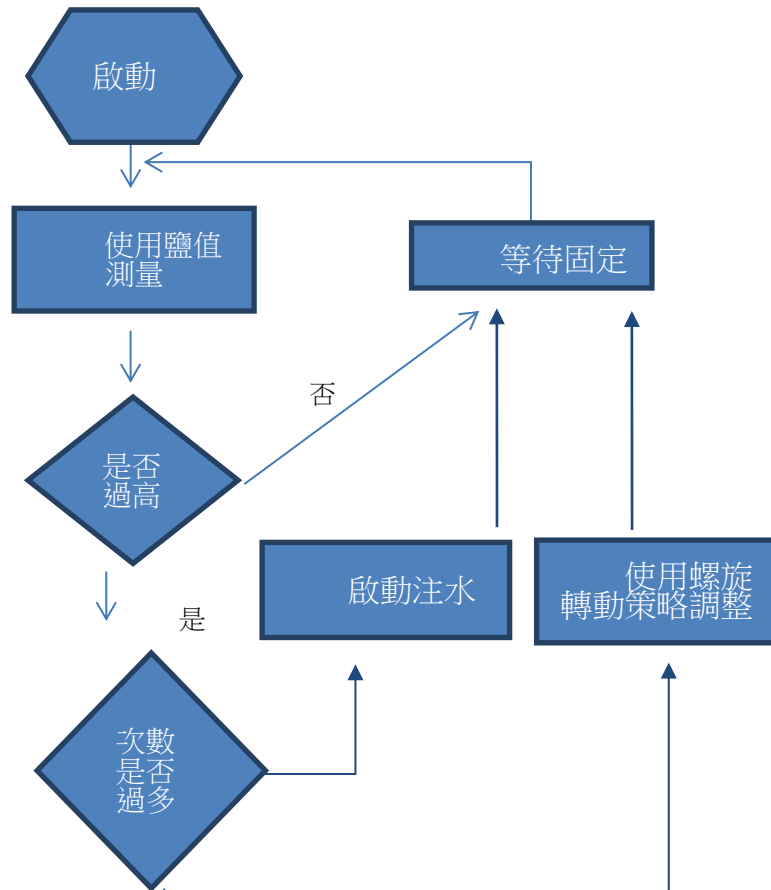 啟動
使用鹽值
測量
等待固定
否
是否
過高
啟動注水
使用螺旋
轉動策略調整
是
次數
是否
過多